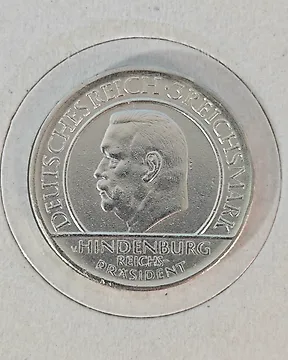 DEUTSCHES REICH 3 REICHSMARK
v. HINDENBURG
REICHS-
PRÄSIDENT